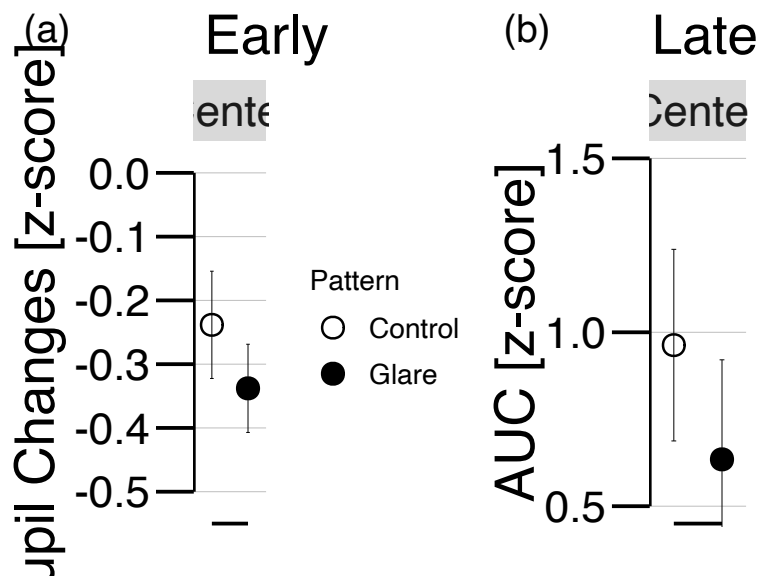 (a)
Early
ente
upil Changes [z-score]
0.0
-0.1
-0.2
-0.3
-0.4
-0.5
Pattern
Control
Glare
(b)
Late
Cente
AUC [z-score]
1.5
1.0
0.5